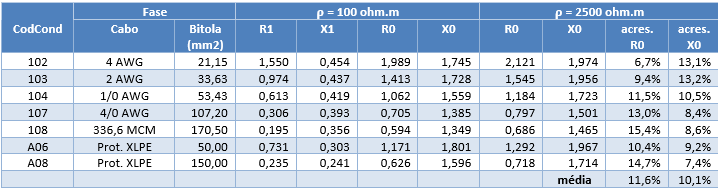 CodCond Fase ρ = 100 ohm.m ρ = 2500 ohm.m
Cabo Bitola (mm2) R1 X1 R0 X0 R0 X0 acres. R0 acres. X0
102 4 AWG 21,15 1,550 0,454 1,989 1,745 2,121 1,974 6,7% 13,1%
103 2 AWG 33,63 0,974 0,437 1,413 1,728 1,545 1,956 9,4% 13,2%
104 1/0 AWG 53,43 0,613 0,419 1,062 1,559 1,184 1,723 11,5% 10,5%
107 4/0 AWG 107,20 0,306 0,393 0,705 1,385 0,797 1,501 13,0% 8,4%
108 336,6 MCM 170,50 0,195 0,356 0,594 1,349 0,686 1,465 15,4% 8,6%
A06 Prot. XLPE 50,00 0,731 0,303 1,171 1,801 1,292 1,967 10,4% 9,2%
A08 Prot. XLPE 150,00 0,235 0,241 0,626 1,596 0,718 1,714 14,7% 7,4%
média 11,6% 10,1%